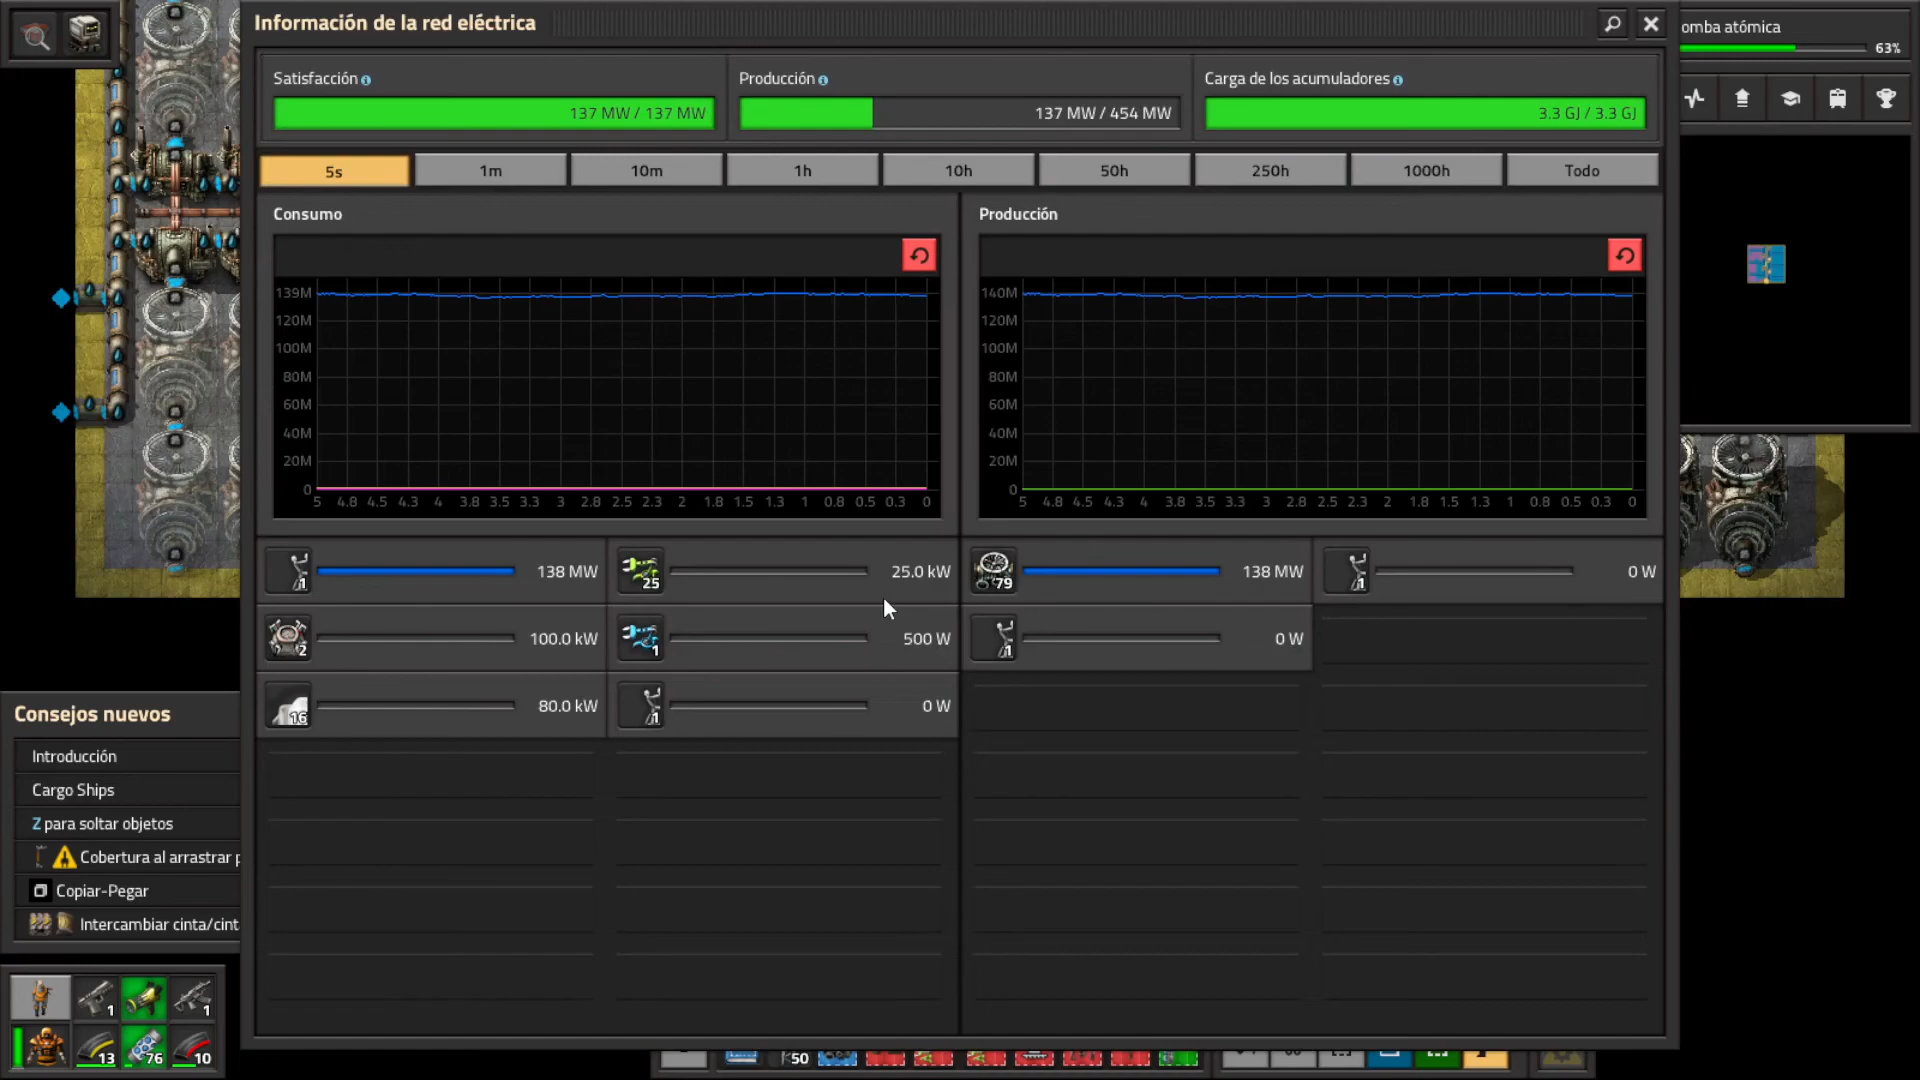 Información de la red eléctrica
omba atómica
63%
Satisfacción
137 MW / 137 MW
Producción
137 MW / 454 MW
Carga de los acumuladores
3.3 GJ / 3.3 GJ
5s 1m 10m 1h 10h 50h 250h 1000h Todo
Consumo
139M
120M
100M
80M
60M
40M
20M
0
5 4.8 4.5 4.3 4 3.8 3.5 3.3 3 2.8 2.5 2.3 2 1.8 1.5 1.3 1 0.8 0.5 0.3 0
Producción
140M
120M
100M
80M
60M
40M
20M
0
5 4.8 4.5 4.3 4 3.8 3.5 3.3 3 2.8 2.5 2.3 2 1.8 1.5 1.3 1 0.8 0.5 0.3 0
1 138 MW 25 25.0 kW 79 138 MW 1 0 W
2 100.0 kW 1 500 W 1 0 W
16 80.0 kW 1 0 W
Consejos nuevos
Introducción
Cargo Ships
Z para soltar objetos
Cobertura al arrastrar p
Copiar-Pegar
Intercambiar cinta/cint
1 1
13 76 10
50